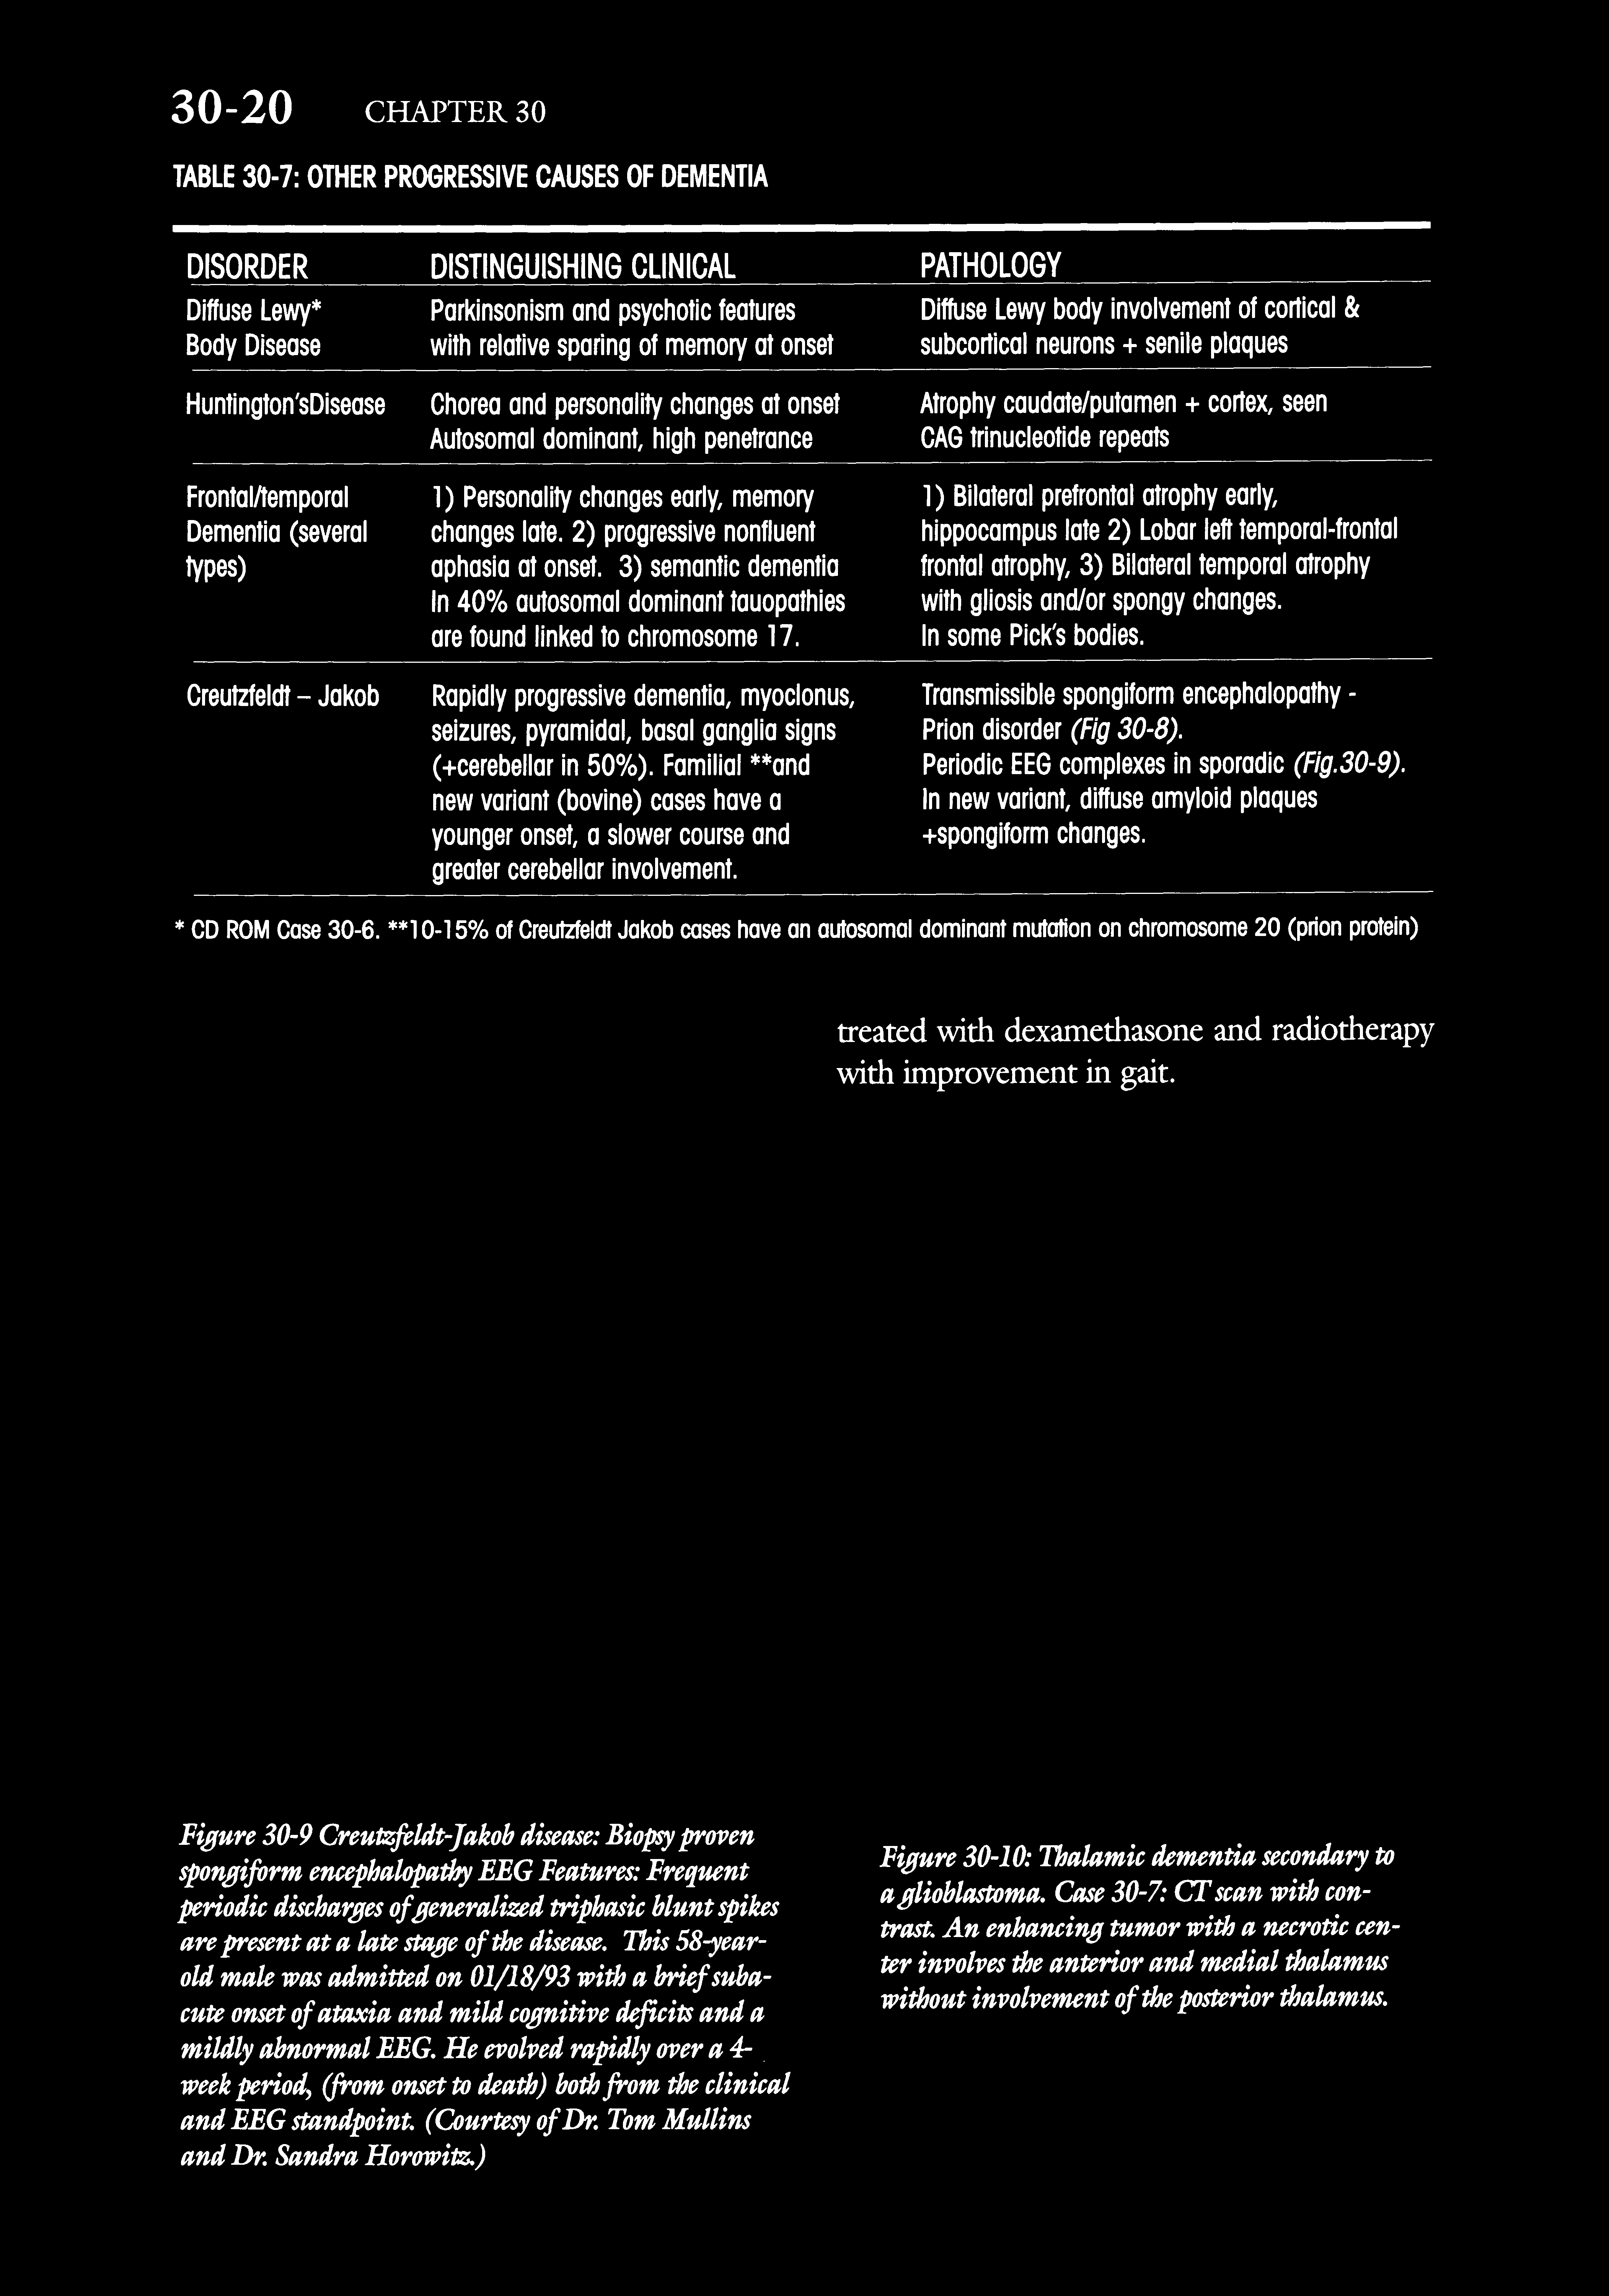 30-20 CHAPTER 30
TABLE 30-7: OTHER PROGRESSIVE CAUSES OF DEMENTIA
DISORDER DISTINGUISHING CLINICAL PATHOLOGY
Diffuse Lewy* Parkinsonism and psychotic features Diffuse Lewy body involvement of cortical &
Body Disease with relative sparing of memory at onset subcortical neurons + senile plaques
Huntington'sDisease Chorea and personality changes at onset Atrophy caudate/putamen + cortex, seen
Autosomal dominant, high penetrance CAG trinucleotide repeats
Frontal/temporal 1) Personality changes early, memory 1) Bilateral prefrontal atrophy early,
Dementia (several changes late. 2) progressive nonfluent hippocampus late 2) Lobar left temporal-frontal
types) aphasia at onset. 3) semantic dementia frontal atrophy, 3) Bilateral temporal atrophy
In 40% autosomal dominant tauopathies with gliosis and/or spongy changes.
are found linked to chromosome 17. In some Pick's bodies.
Creutzfeldt – Jakob Rapidly progressive dementia, myoclonus, Transmissible spongiform encephalopathy -
seizures, pyramidal, basal ganglia signs Prion disorder (Fig 30-8).
(+cerebellar in 50%). Familial **and Periodic EEG complexes in sporadic (Fig.30-9).
new variant (bovine) cases have a In new variant, diffuse amyloid plaques
younger onset, a slower course and +spongiform changes.
greater cerebellar involvement.
* CD ROM Case 30-6. **10-15% of Creutzfeldt Jakob cases have an autosomal dominant mutation on chromosome 20 (prion protein)
treated with dexamethasone and radiotherapy
with improvement in gait.
Figure 30-9 Creutzfeldt-Jakob disease: Biopsy proven
spongiform encephalopathy EEG Features: Frequent
periodic discharges of generalized triphasic blunt spikes
are present at a late stage of the disease. This 58-year-
old male was admitted on 01/18/93 with a brief suba-
cute onset of ataxia and mild cognitive deficits and a
mildly abnormal EEG. He evolved rapidly over a 4-
week period, (from onset to death) both from the clinical
and EEG standpoint. (Courtesy of Dr. Tom Mullins
and Dr. Sandra Horowitz.)
Figure 30-10: Thalamic dementia secondary to
a glioblastoma. Case 30-7: CT scan with con-
trast. An enhancing tumor with a necrotic cen-
ter involves the anterior and medial thalamus
without involvement of the posterior thalamus.